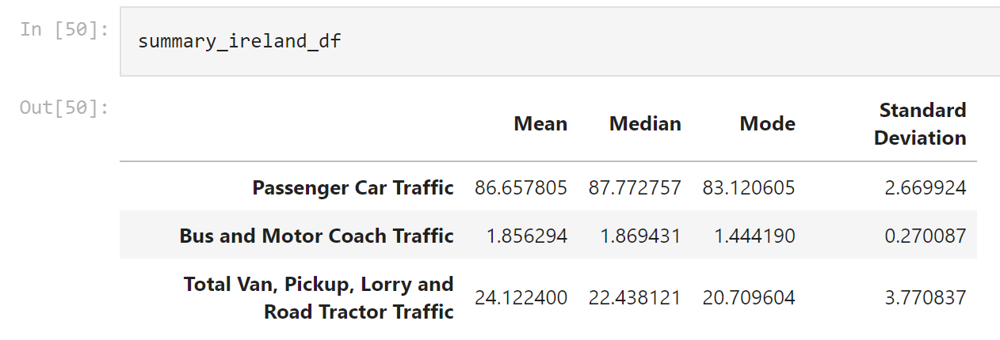 In [50]:
summary_ireland_df
Out[50]:
Mean Median Mode Standard Deviation
Passenger Car Traffic 86.657805 87.772757 83.120605 2.669924
Bus and Motor Coach Traffic 1.856294 1.869431 1.444190 0.270087
Total Van, Pickup, Lorry and
Road Tractor Traffic 24.122400 22.438121 20.709604 3.770837